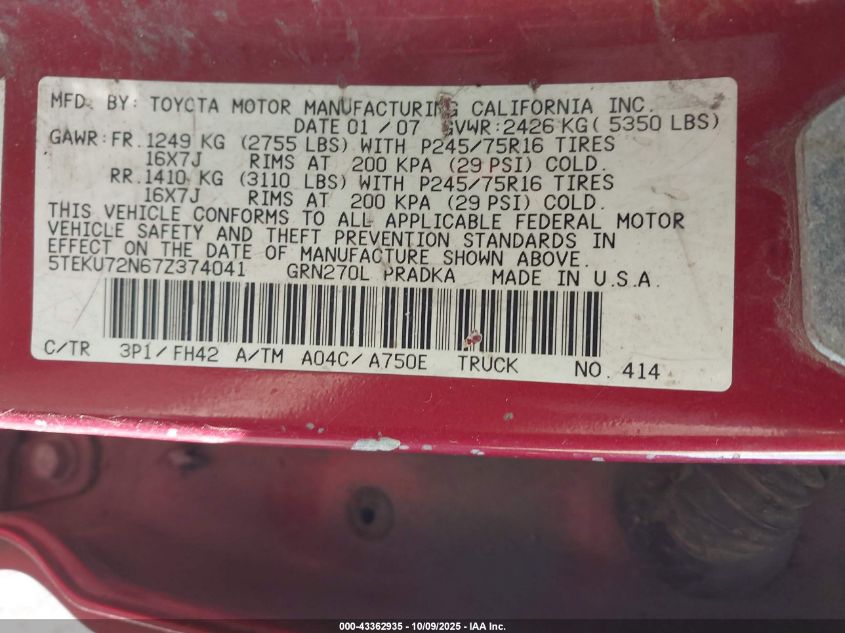 MFD. BY: TOYOTA MOTOR MANUFACTURING CALIFORNIA INC.
DATE 01 / 07 GVWR: 2426 KG ( 5350 LBS)
GAWR: FR. 1249 KG (2755 LBS) WITH P245/75R16 TIRES
16X7J RIMS AT 200 KPA (29 PSI) COLD.
RR. 1410 KG (3110 LBS) WITH P245/75R16 TIRES
16X7J RIMS AT 200 KPA (29 PSI) COLD.
THIS VEHICLE CONFORMS TO ALL APPLICABLE FEDERAL MOTOR
VEHICLE SAFETY AND THEFT PREVENTION STANDARDS IN
EFFECT ON THE DATE OF MANUFACTURE SHOWN ABOVE.
5TEKU72N67Z374041 GRN270L PRADKA MADE IN U.S.A.
C/TR 3P1/FH42 A/TM A04C/A750E TRUCK NO. 414
000-43362935 - 10/09/2025 - IAA Inc.